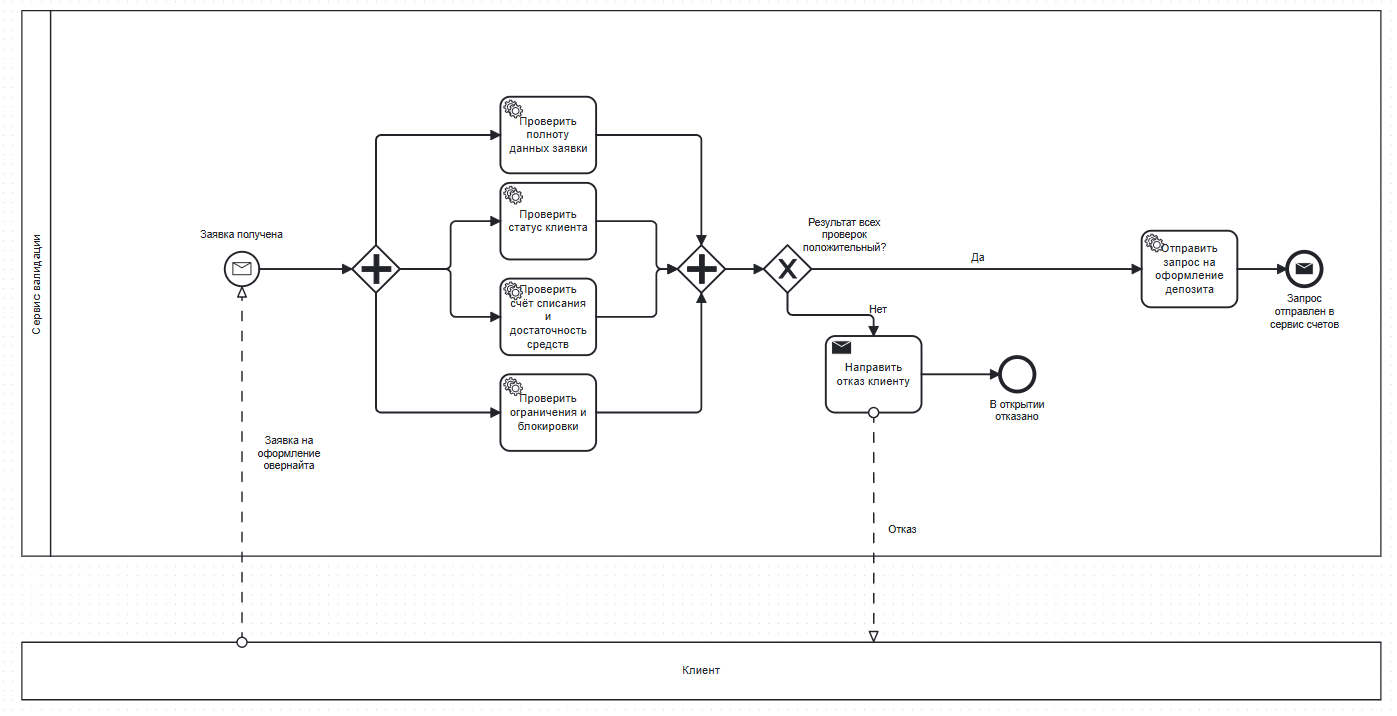 Сервис валидации
Заявка получена
Проверить
полноту
данных заявки
Проверить
статус клиента
Проверить
счёт списания
и
достаточность
средств
Проверить
ограничения и
блокировки
Результат всех
проверок
положительный?
Да
Нет
Отправить
запрос на
оформление
депозита
Запрос
отправлен в
сервис счетов
Направить
отказ клиенту
В открытии
отказано
Заявка на
оформление
овернайта
Отказ
Клиент